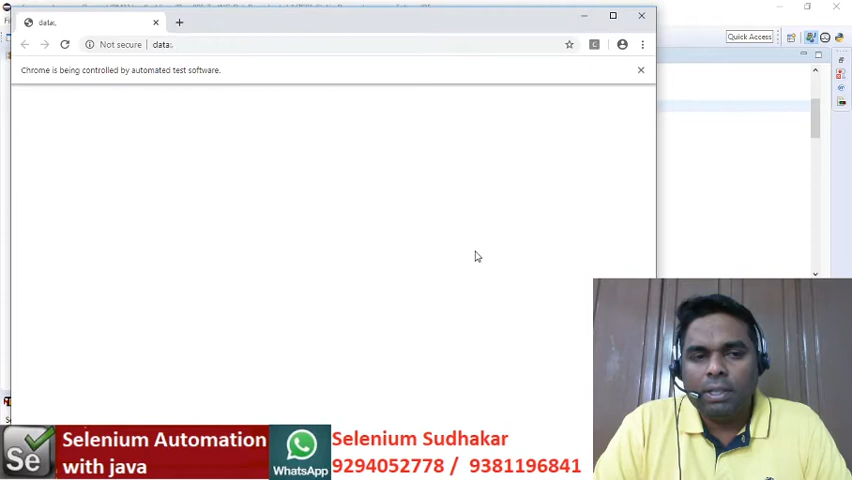 data:,
Quick Access
Not secure
data:
Chrome is being controlled by automated test software.
Se
Selenium Automation
with java
WhatsApp
Selenium Sudhakar
9294052778 / 9381196841